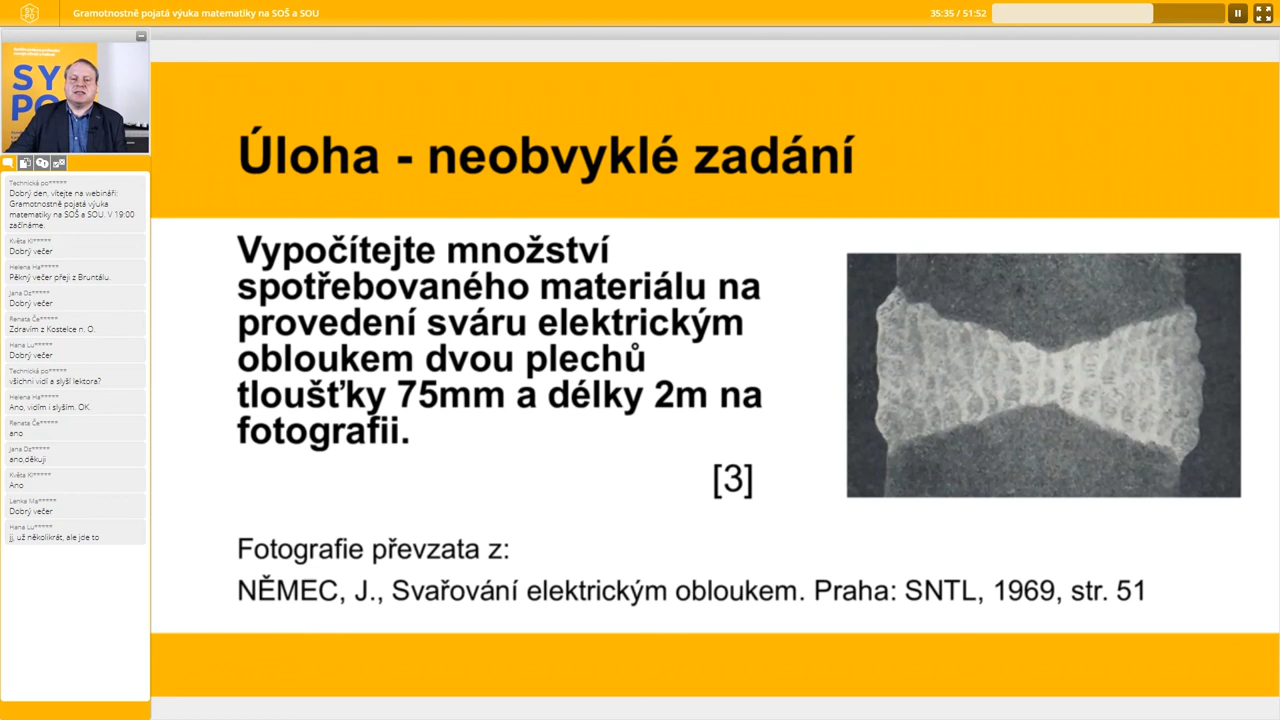 SY
PO
Gramotnostně pojatá výuka matematiky na SOŠ a SOU
35:35 / 51:52
SY
PO
Technická po*****
Dobrý den, vítejte na webináři:
Gramotnostně pojatá výuka
matematiky na SOŠ a SOU. V 19:00
začínáme.
Květa Kl*****
Dobrý večer
Helena Ha*****
Pěkný večer přeji z Bruntálu.
Jana Dz*****
Dobrý večer
Renata Če*****
Zdravím z Kostelce n. O.
Hana Lu*****
Dobrý večer
Technická po*****
všichni vidí a slyší lektora?
Helena Ha*****
Ano, vidím i slyším. OK.
Renata Če*****
ano
Jana Dz*****
ano,děkuji
Květa Kl*****
Ano
Lenka Ma*****
Dobrý večer
Hana Lu*****
jj, už několikrát, ale jde to
Úloha - neobvyklé zadání
Vypočítejte množství
spotřebovaného materiálu na
provedení sváru elektrickým
obloukem dvou plechů
tloušťky 75mm a délky 2m na
fotografii.
[3]
Fotografie převzata z:
NĚMEC, J., Svařování elektrickým obloukem. Praha: SNTL, 1969, str. 51